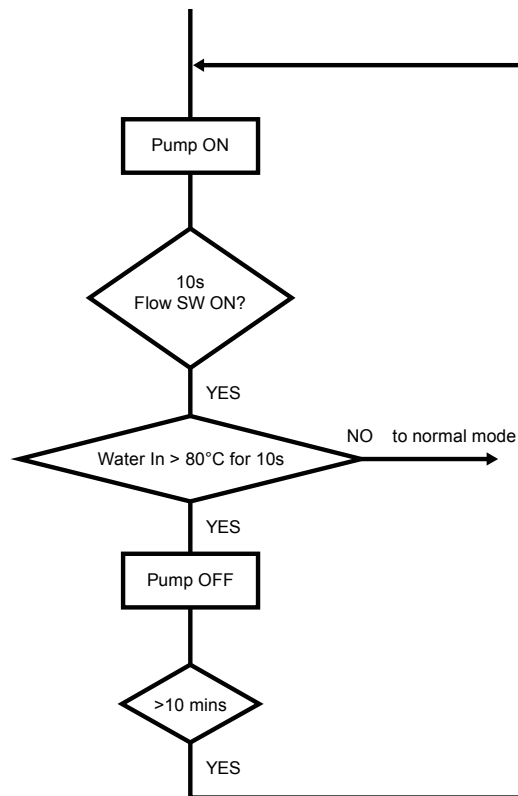 Pump ON
10s
Flow SW ON?
YES
Water In > 80°C for 10s
NO to normal mode
YES
Pump OFF
>10 mins
YES